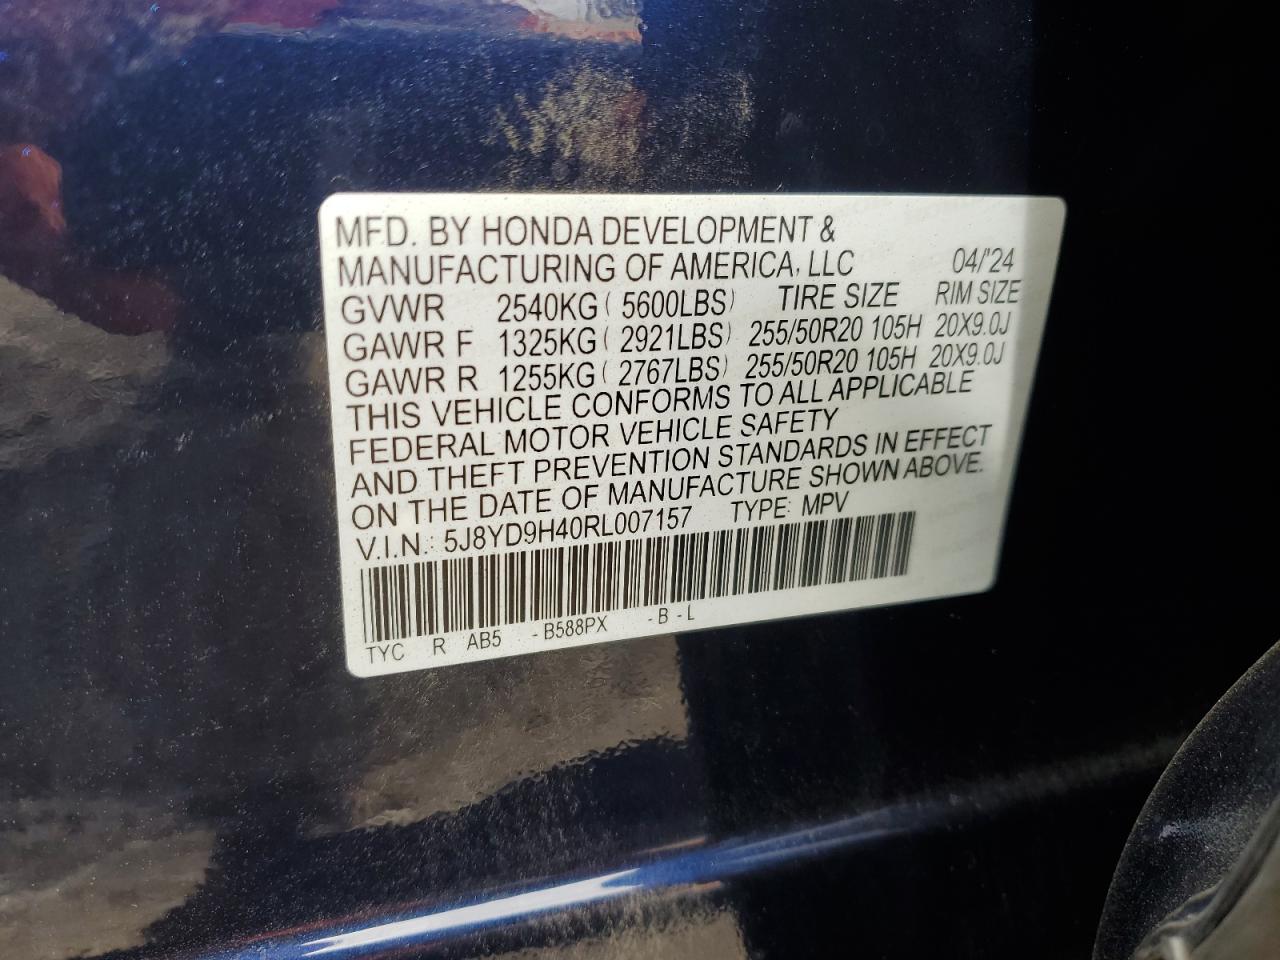 MFD. BY HONDA DEVELOPMENT &
MANUFACTURING OF AMERICA, LLC 04/'24
GVWR 2540KG ( 5600LBS) TIRE SIZE RIM SIZE
GAWR F 1325KG ( 2921LBS) 255/50R20 105H 20X9.0J
GAWR R 1255KG ( 2767LBS) 255/50R20 105H 20X9.0J
THIS VEHICLE CONFORMS TO ALL APPLICABLE
FEDERAL MOTOR VEHICLE SAFETY
AND THEFT PREVENTION STANDARDS IN EFFECT
ON THE DATE OF MANUFACTURE SHOWN ABOVE.
V.I.N.: 5J8YD9H40RL007157 TYPE: MPV
TYC R AB5 - B588PX - B - L